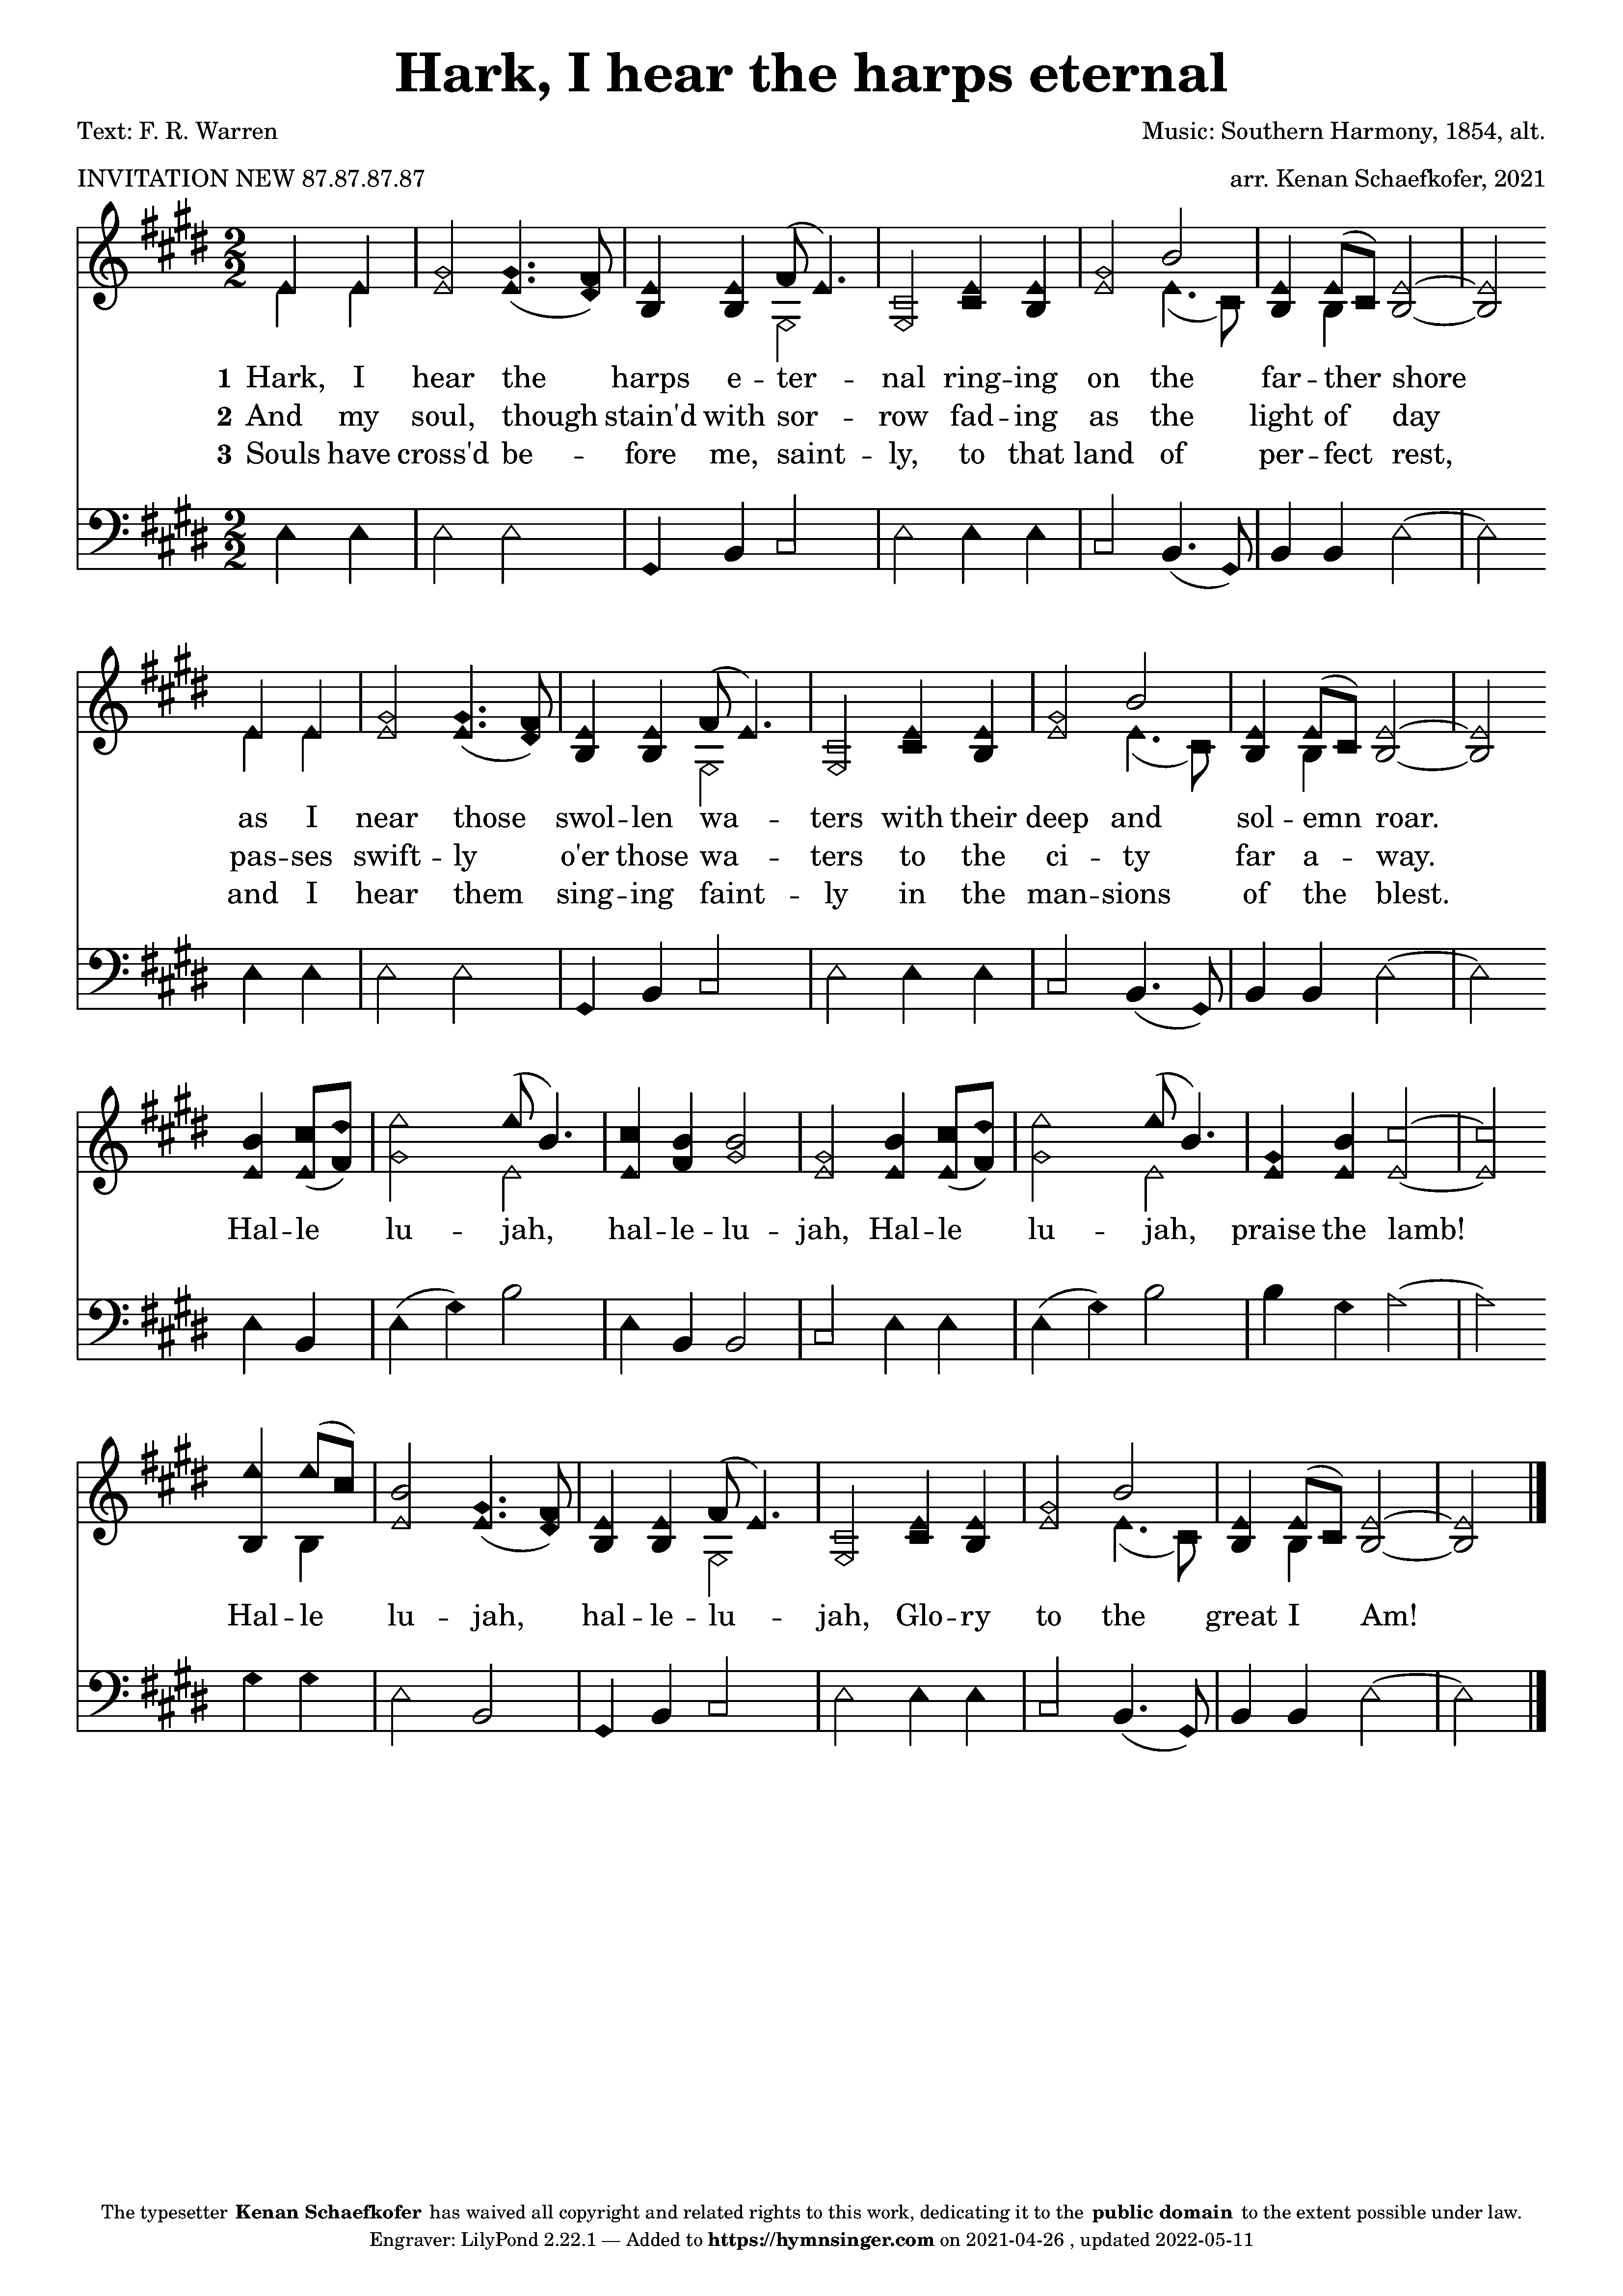 Hark, I hear the harps eternal
Text: F. R. Warren
Music: Southern Harmony, 1854, alt.
INVITATION NEW 87.87.87.87
arr. Kenan Schaefkofer, 2021
1 Hark, I hear the harps e -- ter -- nal ring -- ing on the far -- ther shore
2 And my soul, though stain'd with sor -- row fad -- ing as the light of day
3 Souls have cross'd be -- fore me, saint -- ly, to that land of per -- fect rest,
as I near those swol -- len wa -- ters with their deep and sol -- emn roar.
pas -- ses swift -- ly o'er those wa -- ters to the ci -- ty far a -- way.
and I hear them sing -- ing faint -- ly in the man -- sions of the blest.
Hal -- le lu -- jah, hal -- le -- lu -- jah, Hal -- le lu -- jah, praise the lamb!
Hal -- le lu -- jah, hal -- le -- lu -- jah, Glo -- ry to the great I Am!
The typesetter Kenan Schaefkofer has waived all copyright and related rights to this work, dedicating it to the public domain to the extent possible under law.
Engraver: LilyPond 2.22.1 — Added to https://hymnsinger.com on 2021-04-26 , updated 2022-05-11